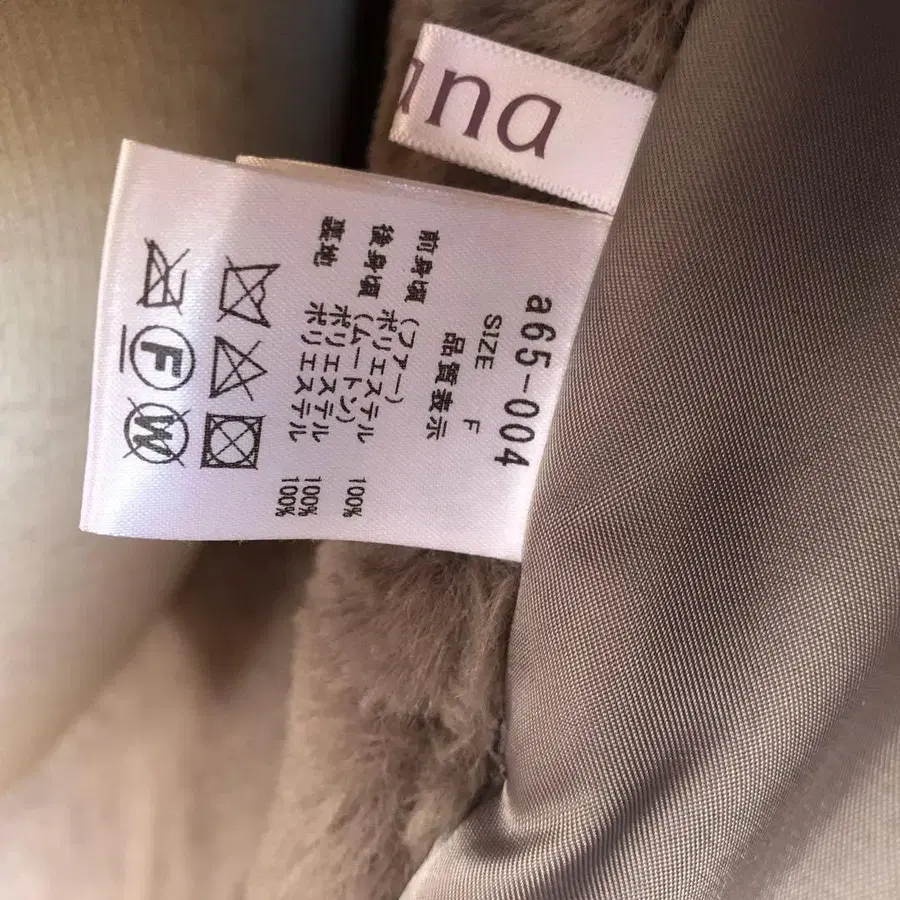 ana
a65-004
SIZE F
品質表示
前身頃 (ファー)
ポリエステル 100%
後身頃 (ムートン)
ポリエステル 100%
裏地 ポリエステル 100%
F
W